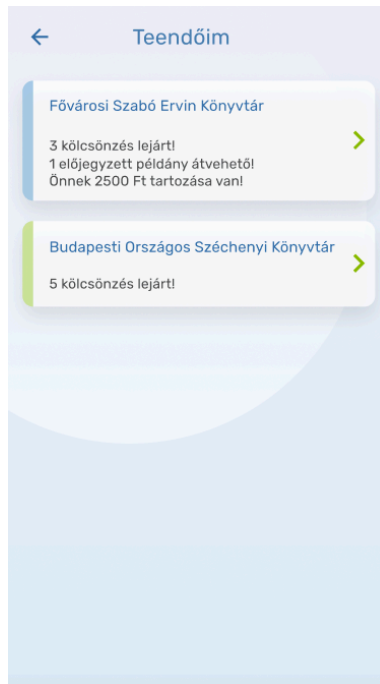 Teendőim
Fővárosi Szabó Ervin Könyvtár
3 kölcsönzés lejárt!
1 előjegyzett példány átvehető!
Önnek 2500 Ft tartozása van!
Budapesti Országos Széchenyi Könyvtár
5 kölcsönzés lejárt!